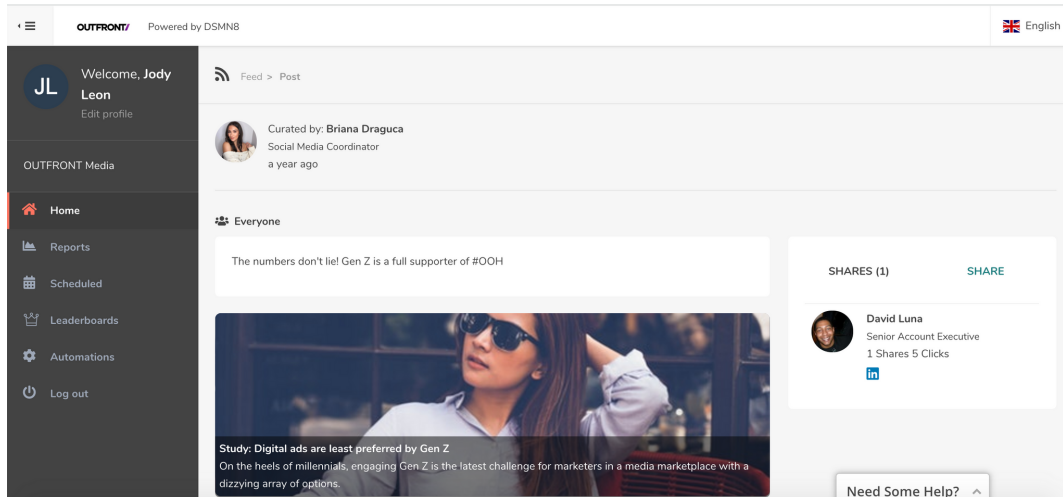 OUTFRONT/
Powered by DSMN8
English
JL
Welcome, Jody
Leon
Edit profile
OUTFRONT Media
Home
Reports
Scheduled
Leaderboards
Automations
Log out
Feed > Post
Curated by: Briana Draguca
Social Media Coordinator
a year ago
Everyone
The numbers don't lie! Gen Z is a full supporter of #OOH
Study: Digital ads are least preferred by Gen Z
On the heels of millennials, engaging Gen Z is the latest challenge for marketers in a media marketplace with a
dizzying array of options.
SHARES (1)
SHARE
David Luna
Senior Account Executive
1 Shares 5 Clicks
in
Need Some Help?